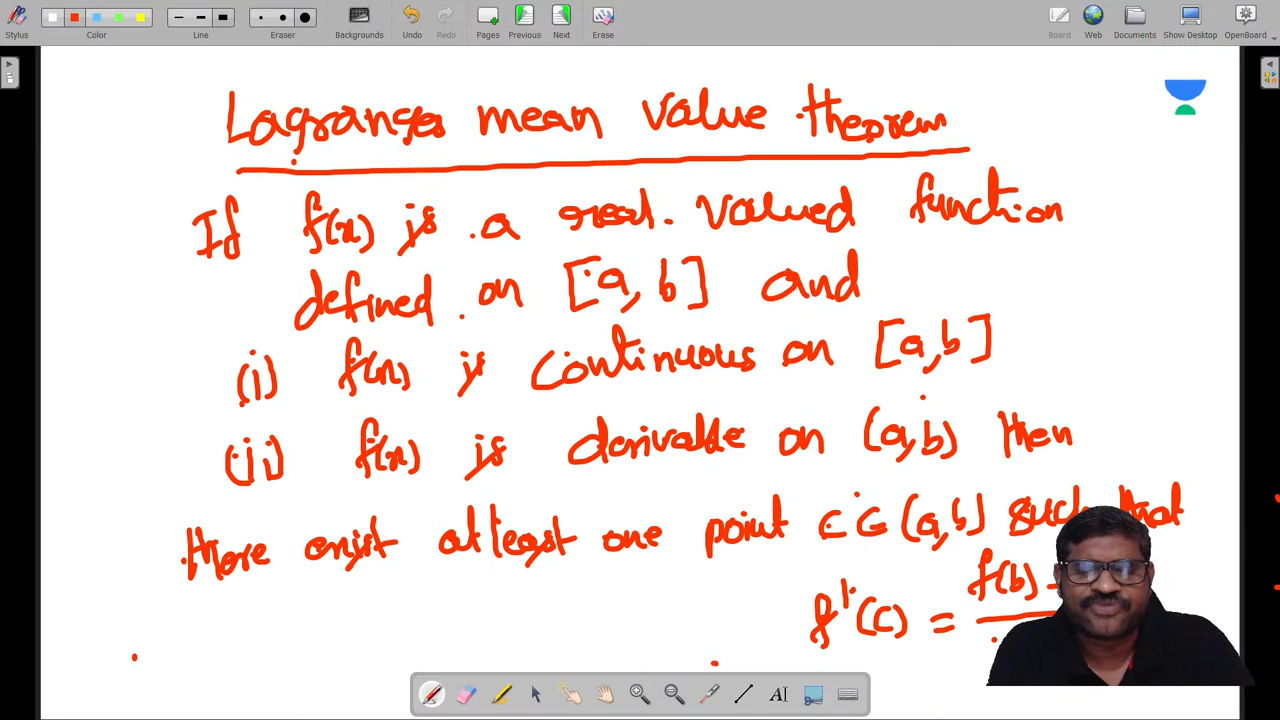 Stylus Color Line Eraser Backgrounds Undo Redo Pages Previous Next Erase Board Web Documents Show Desktop OpenBoard
Lagranges mean value theorem
If f(x) is a real valued function
defined on [a, b] and
(i) f(x) is continuous on [a, b]
(ii) f(x) is derivable on (a, b) then
there exist atleast one point c ∈ (a, b) such that
f'(c) = f(b) -